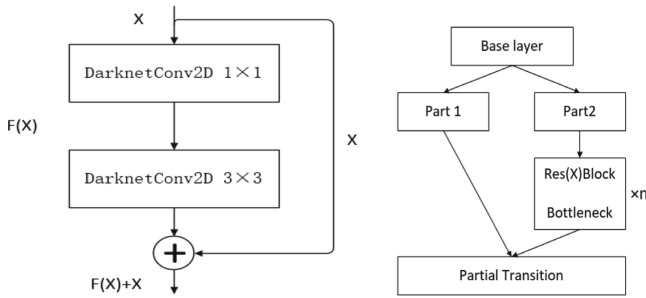 X
DarknetConv2D 1×1
F(X)
X
DarknetConv2D 3×3
+
F(X)+X
Base layer
Part 1
Part2
Res(X)Block
×n
Bottleneck
Partial Transition